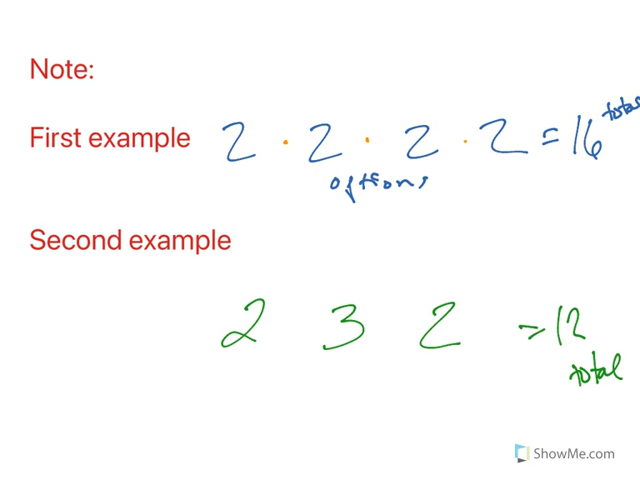 Note:
First example 2 · 2 · 2 · 2 = 16 total
options
Second example
2 3 2 = 12
total
ShowMe.com